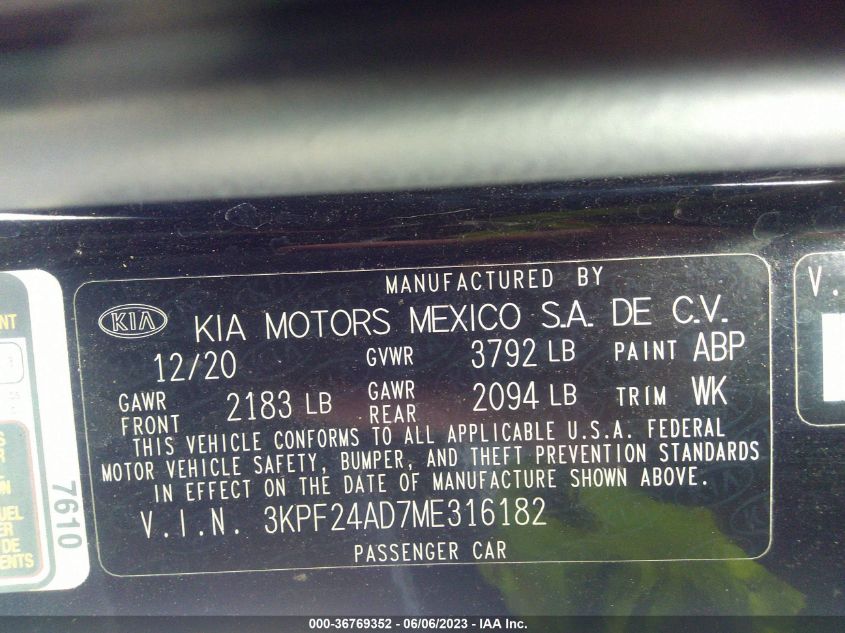 MANUFACTURED BY
KIA KIA MOTORS MEXICO S.A. DE C.V.
12/20 GVWR 3792 LB PAINT ABP
GAWR FRONT 2183 LB GAWR REAR 2094 LB TRIM WK
THIS VEHICLE CONFORMS TO ALL APPLICABLE U.S.A. FEDERAL
MOTOR VEHICLE SAFETY, BUMPER, AND THEFT PREVENTION STANDARDS
IN EFFECT ON THE DATE OF MANUFACTURE SHOWN ABOVE.
V.I.N. 3KPF24AD7ME316182
PASSENGER CAR
7610
V.
DE
000-36769352 - 06/06/2023 - IAA Inc.